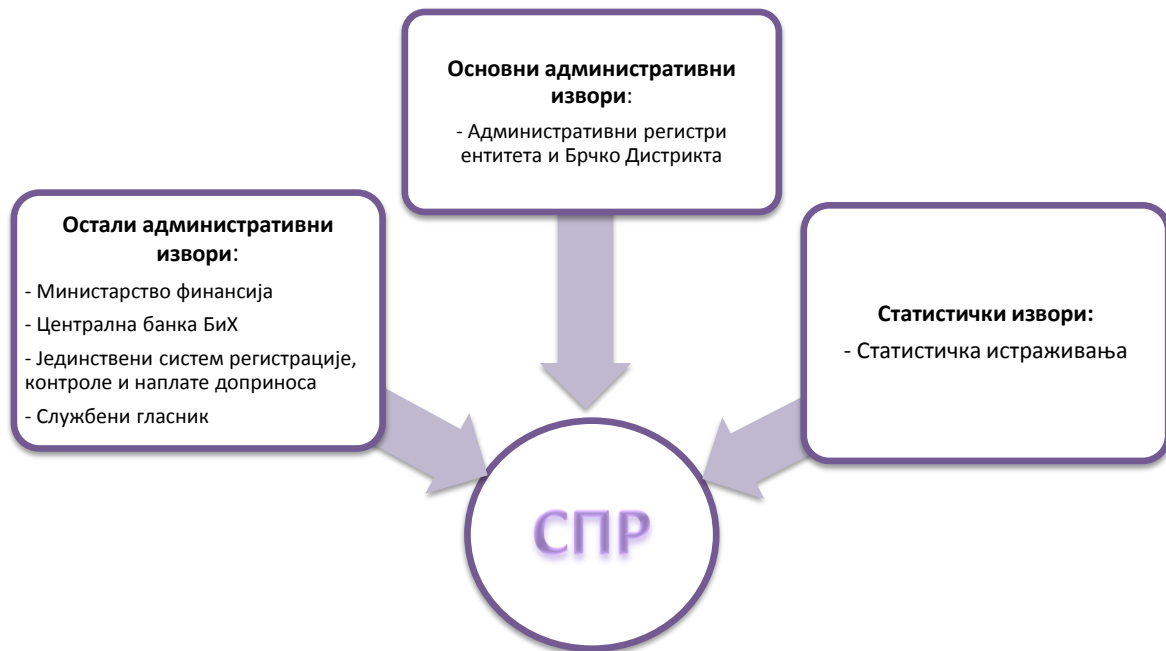 Основни административни
извори:
- Административни регистри
ентитета и Брчко Дистрикта
Остали административни
извори:
- Министарство финансија
- Централна банка БиХ
- Јединствени систем регистрације,
контроле и наплате доприноса
- Службени гласник
Статистички извори:
- Статистичка истраживања
СПР